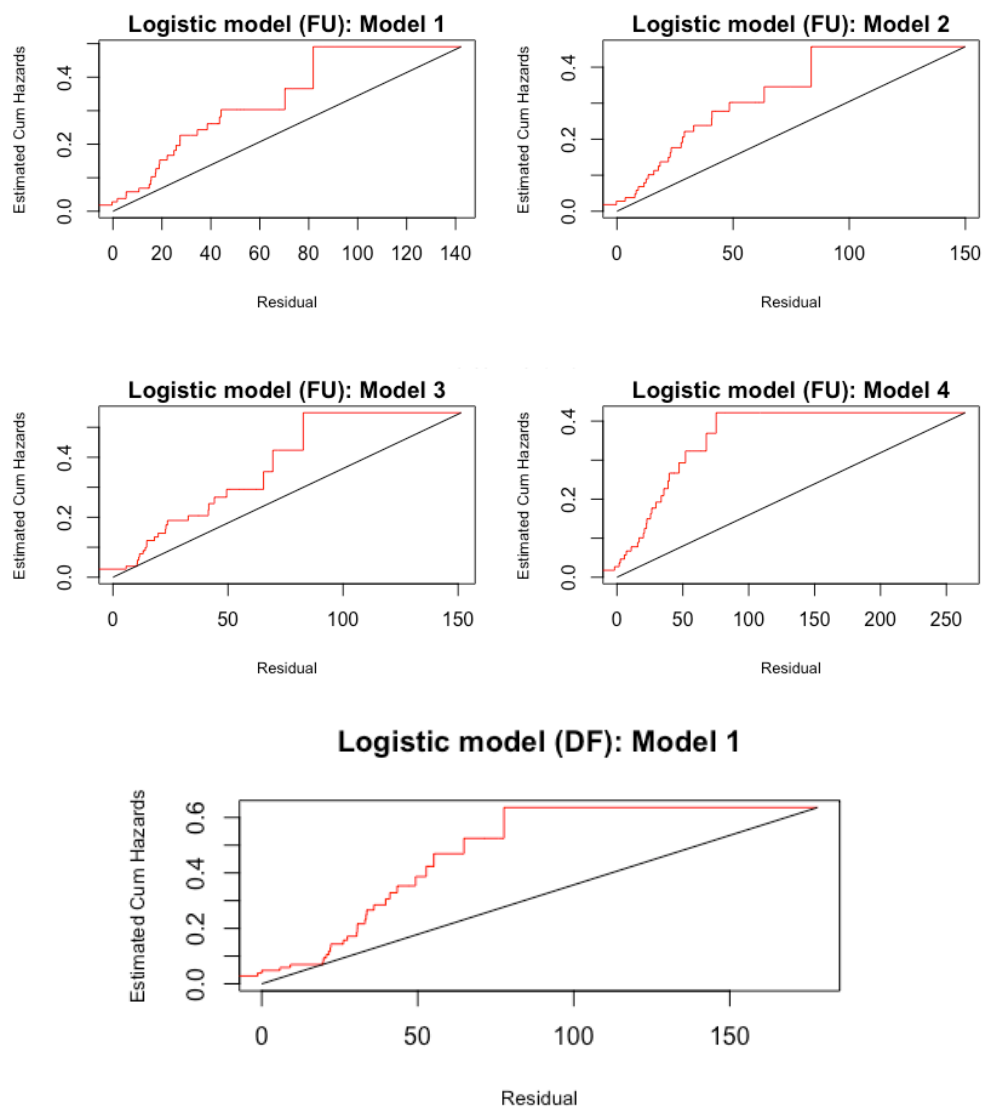 Logistic model (FU): Model 1
Estimated Cum Hazards
0.0 0.2 0.4
0 20 40 60 80 100 120 140
Residual
Logistic model (FU): Model 2
Estimated Cum Hazards
0.0 0.2 0.4
0 50 100 150
Residual
Logistic model (FU): Model 3
Estimated Cum Hazards
0.0 0.2 0.4
0 50 100 150
Residual
Logistic model (FU): Model 4
Estimated Cum Hazards
0.0 0.2 0.4
0 50 100 150 200 250
Residual
Logistic model (DF): Model 1
Estimated Cum Hazards
0.0 0.2 0.4 0.6
0 50 100 150
Residual